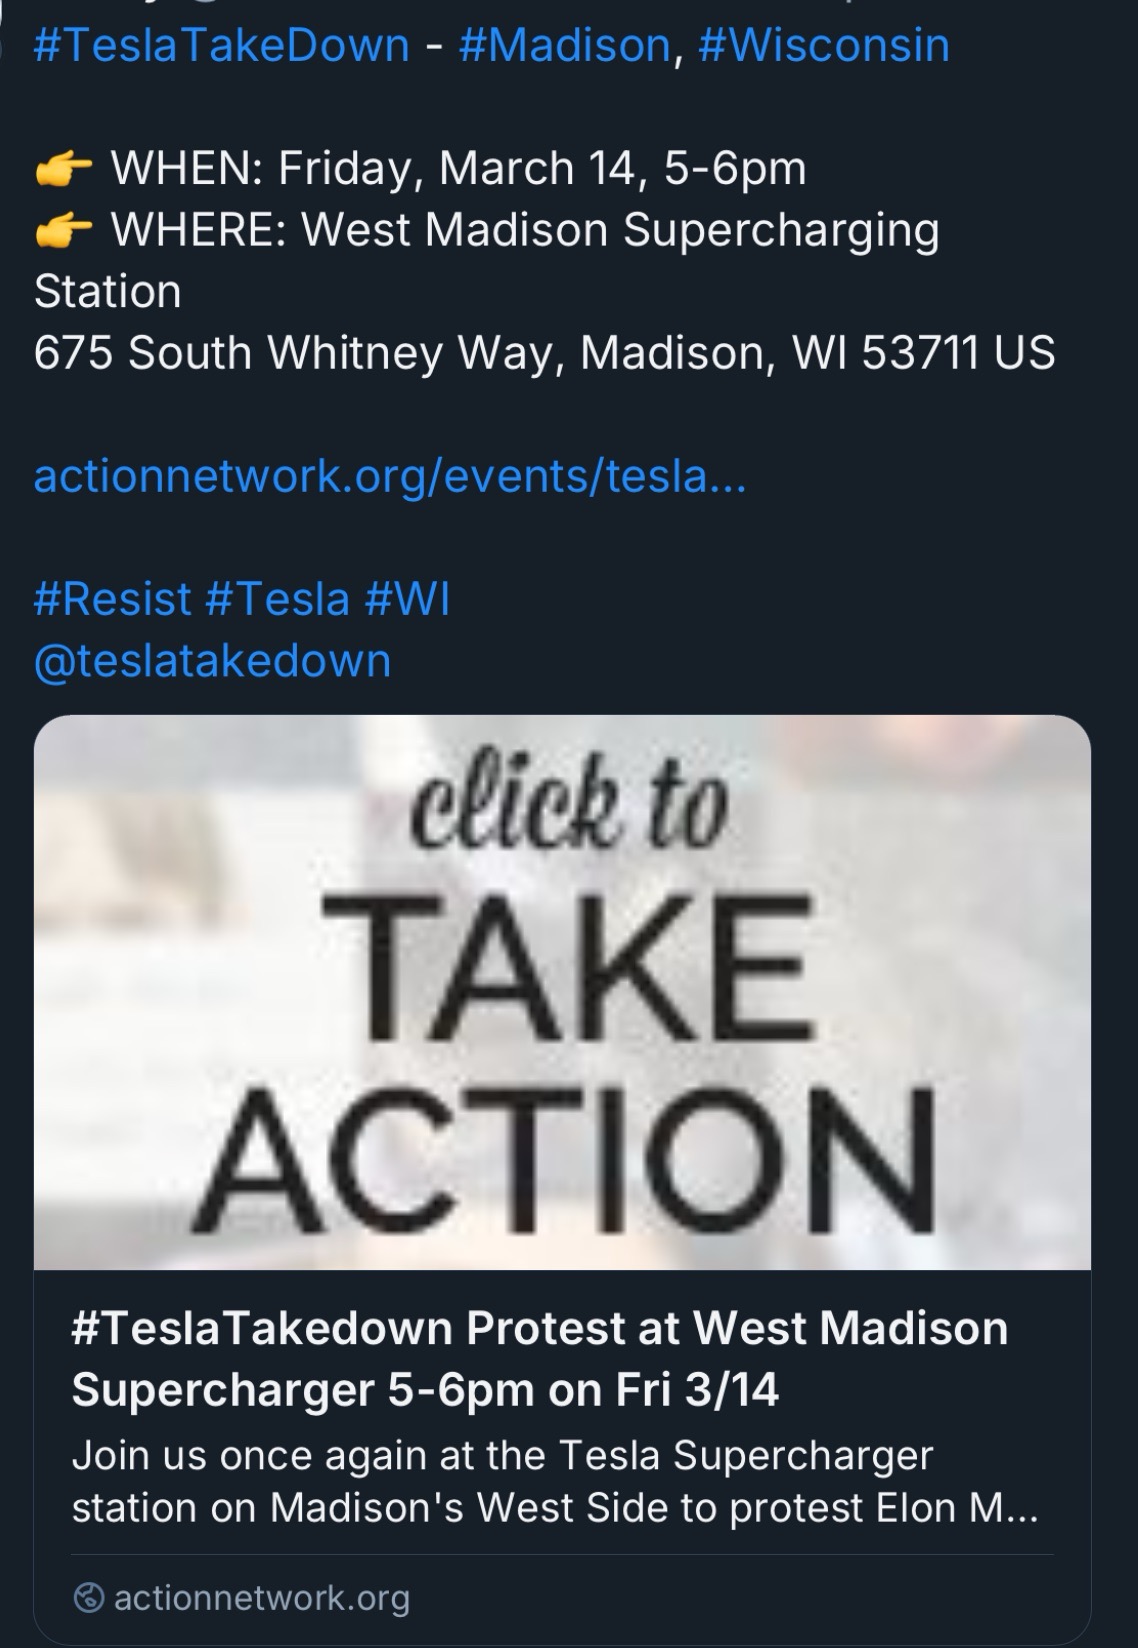 #TeslaTakeDown - #Madison, #Wisconsin
👉 WHEN: Friday, March 14, 5-6pm
👉 WHERE: West Madison Supercharging
Station
675 South Whitney Way, Madison, WI 53711 US
actionnetwork.org/events/tesla...
#Resist #Tesla #WI
@teslatakedown
click to
TAKE
ACTION
#TeslaTakedown Protest at West Madison
Supercharger 5-6pm on Fri 3/14
Join us once again at the Tesla Supercharger
station on Madison's West Side to protest Elon M...
actionnetwork.org